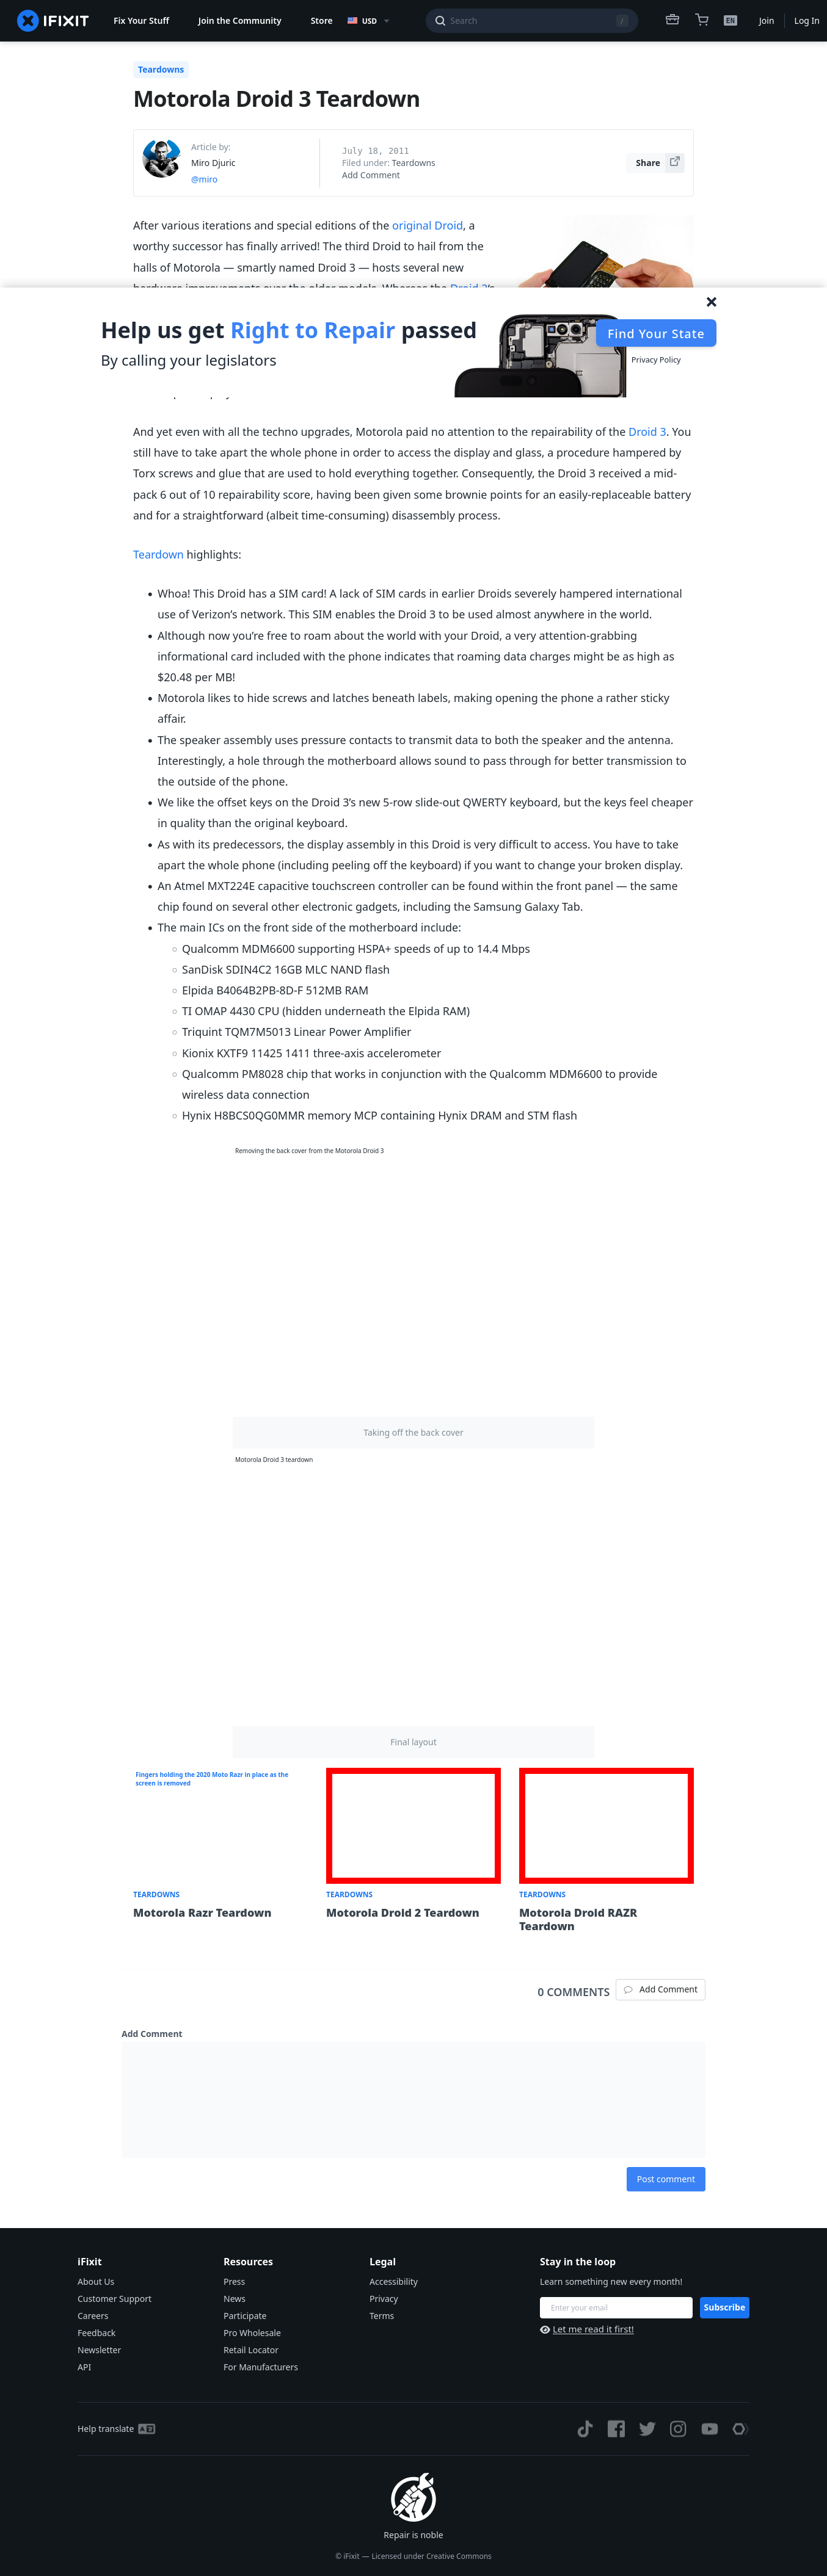 IFIXIT
Fix Your Stuff
Join the Community
Store
USD
Search
/
EN
Join
Log In
Teardowns
Motorola Droid 3 Teardown
Article by:
Miro Djuric
@miro
July 18, 2011
Filed under: Teardowns
Add Comment
Share
After various iterations and special editions of the original Droid, a
worthy successor has finally arrived! The third Droid to hail from the
halls of Motorola — smartly named Droid 3 — hosts several new
Help us get Right to Repair passed
By calling your legislators
Find Your State
Privacy Policy
And yet even with all the techno upgrades, Motorola paid no attention to the repairability of the Droid 3. You
still have to take apart the whole phone in order to access the display and glass, a procedure hampered by
Torx screws and glue that are used to hold everything together. Consequently, the Droid 3 received a mid-
pack 6 out of 10 repairability score, having been given some brownie points for an easily-replaceable battery
and for a straightforward (albeit time-consuming) disassembly process.
Teardown highlights:
Whoa! This Droid has a SIM card! A lack of SIM cards in earlier Droids severely hampered international
use of Verizon’s network. This SIM enables the Droid 3 to be used almost anywhere in the world.
Although now you’re free to roam about the world with your Droid, a very attention-grabbing
informational card included with the phone indicates that roaming data charges might be as high as
$20.48 per MB!
Motorola likes to hide screws and latches beneath labels, making opening the phone a rather sticky
affair.
The speaker assembly uses pressure contacts to transmit data to both the speaker and the antenna.
Interestingly, a hole through the motherboard allows sound to pass through for better transmission to
the outside of the phone.
We like the offset keys on the Droid 3’s new 5-row slide-out QWERTY keyboard, but the keys feel cheaper
in quality than the original keyboard.
As with its predecessors, the display assembly in this Droid is very difficult to access. You have to take
apart the whole phone (including peeling off the keyboard) if you want to change your broken display.
An Atmel MXT224E capacitive touchscreen controller can be found within the front panel — the same
chip found on several other electronic gadgets, including the Samsung Galaxy Tab.
The main ICs on the front side of the motherboard include:
Qualcomm MDM6600 supporting HSPA+ speeds of up to 14.4 Mbps
SanDisk SDIN4C2 16GB MLC NAND flash
Elpida B4064B2PB-8D-F 512MB RAM
TI OMAP 4430 CPU (hidden underneath the Elpida RAM)
Triquint TQM7M5013 Linear Power Amplifier
Kionix KXTF9 11425 1411 three-axis accelerometer
Qualcomm PM8028 chip that works in conjunction with the Qualcomm MDM6600 to provide
wireless data connection
Hynix H8BCS0QG0MMR memory MCP containing Hynix DRAM and STM flash
Removing the back cover from the Motorola Droid 3
Taking off the back cover
Motorola Droid 3 teardown
Final layout
Fingers holding the 2020 Moto Razr in place as the
screen is removed
TEARDOWNS
Motorola Razr Teardown
TEARDOWNS
Motorola Droid 2 Teardown
TEARDOWNS
Motorola Droid RAZR
Teardown
0 COMMENTS
Add Comment
Add Comment
Post comment
iFixit
About Us
Customer Support
Careers
Feedback
Newsletter
API
Resources
Press
News
Participate
Pro Wholesale
Retail Locator
For Manufacturers
Legal
Accessibility
Privacy
Terms
Stay in the loop
Learn something new every month!
Enter your email
Subscribe
Let me read it first!
Help translate
Repair is noble
© iFixit — Licensed under Creative Commons